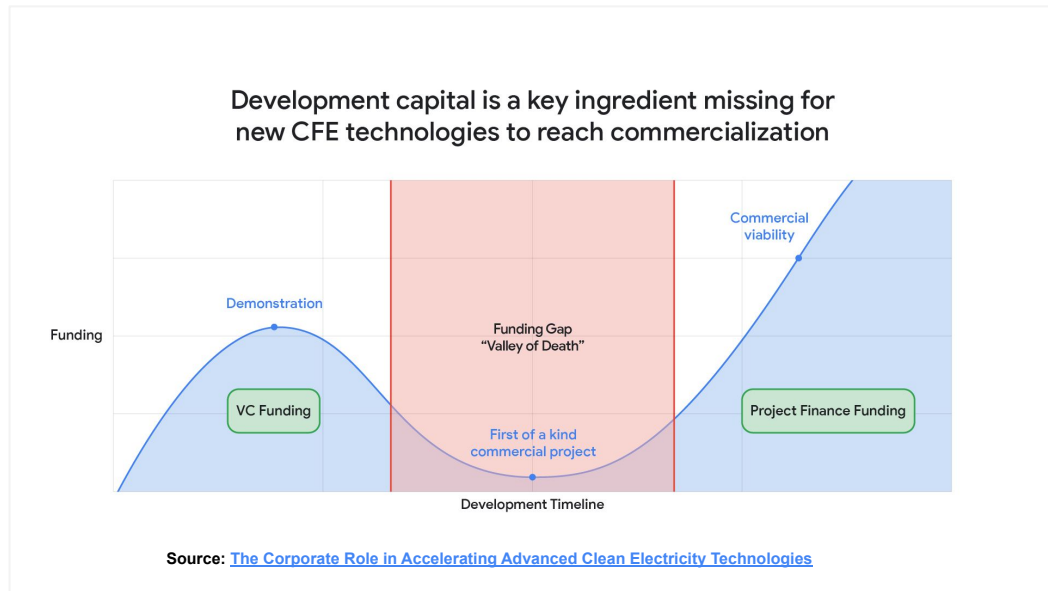 Development capital is a key ingredient missing for
new CFE technologies to reach commercialization
Commercial
viability
Demonstration
Funding
Funding Gap
“Valley of Death”
VC Funding
Project Finance Funding
First of a kind
commercial project
Development Timeline
Source: The Corporate Role in Accelerating Advanced Clean Electricity Technologies